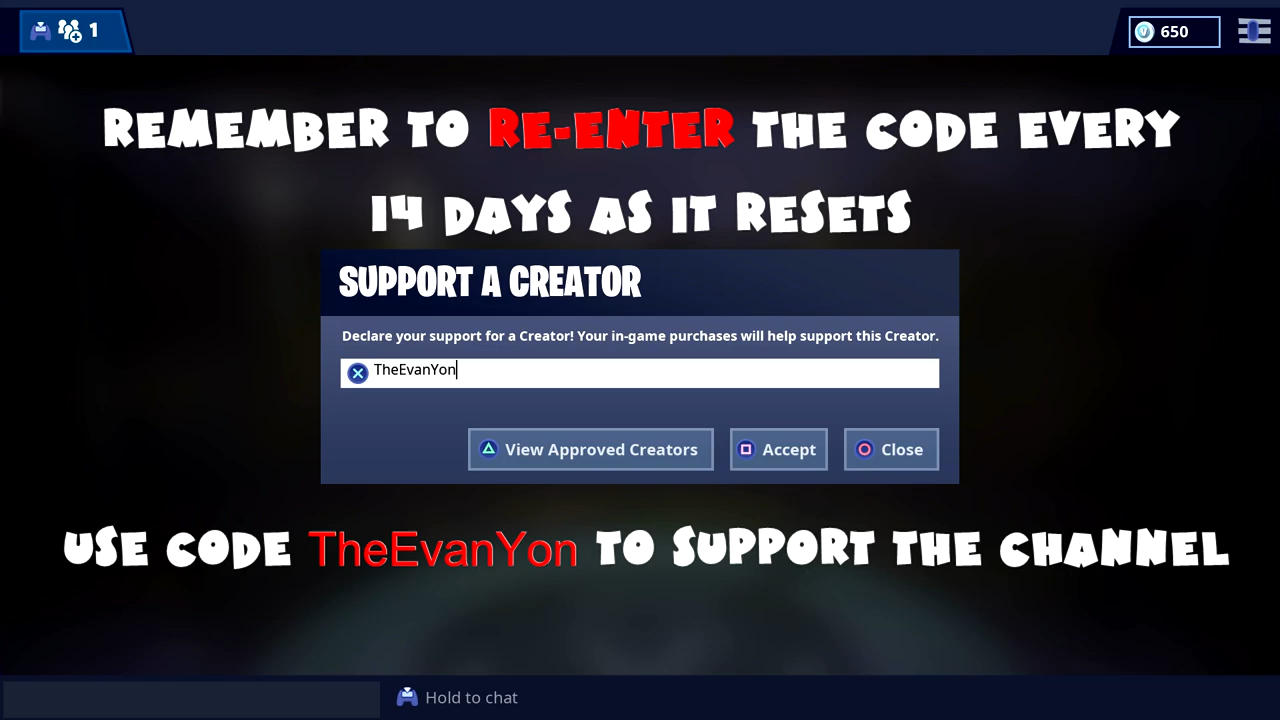 1
650
REMEMBER TO RE-ENTER THE CODE EVERY
14 DAYS AS IT RESETS
SUPPORT A CREATOR
Declare your support for a Creator! Your in-game purchases will help support this Creator.
TheEvanYon
View Approved Creators
Accept
Close
USE CODE TheEvanYon TO SUPPORT THE CHANNEL
Hold to chat